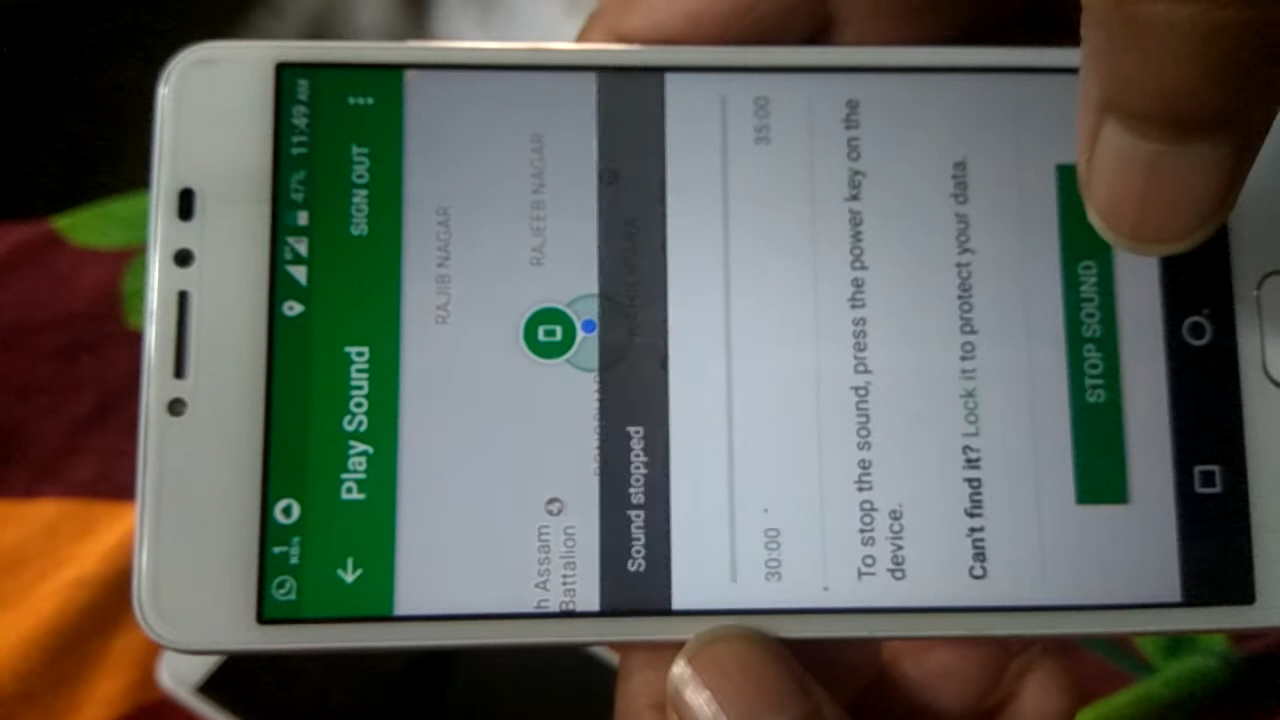 1
KB/s
47% 11:49 AM
Play Sound
SIGN OUT
RAJIB NAGAR
RAJEEB NAGAR
h Assam
Battalion
Sound stopped
30:00
35:00
To stop the sound, press the power key on the
device.
Can't find it? Lock it to protect your data.
STOP SOUND